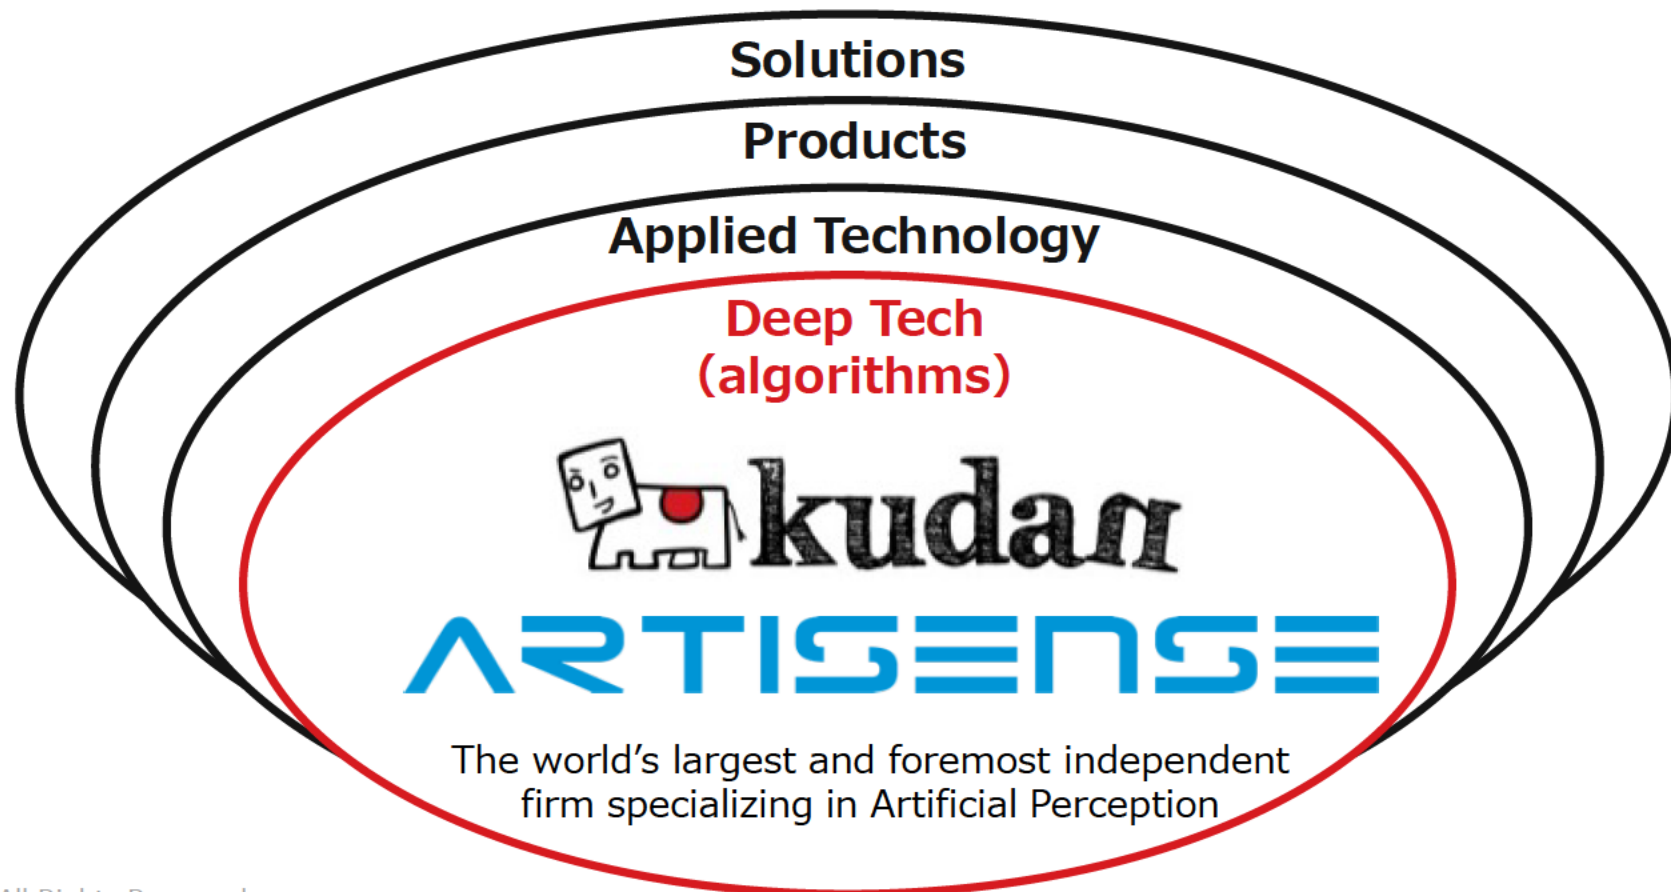 Solutions
Products
Applied Technology
Deep Tech
(algorithms)
kudan
ARTISENSE
The world's largest and foremost independent
firm specializing in Artificial Perception